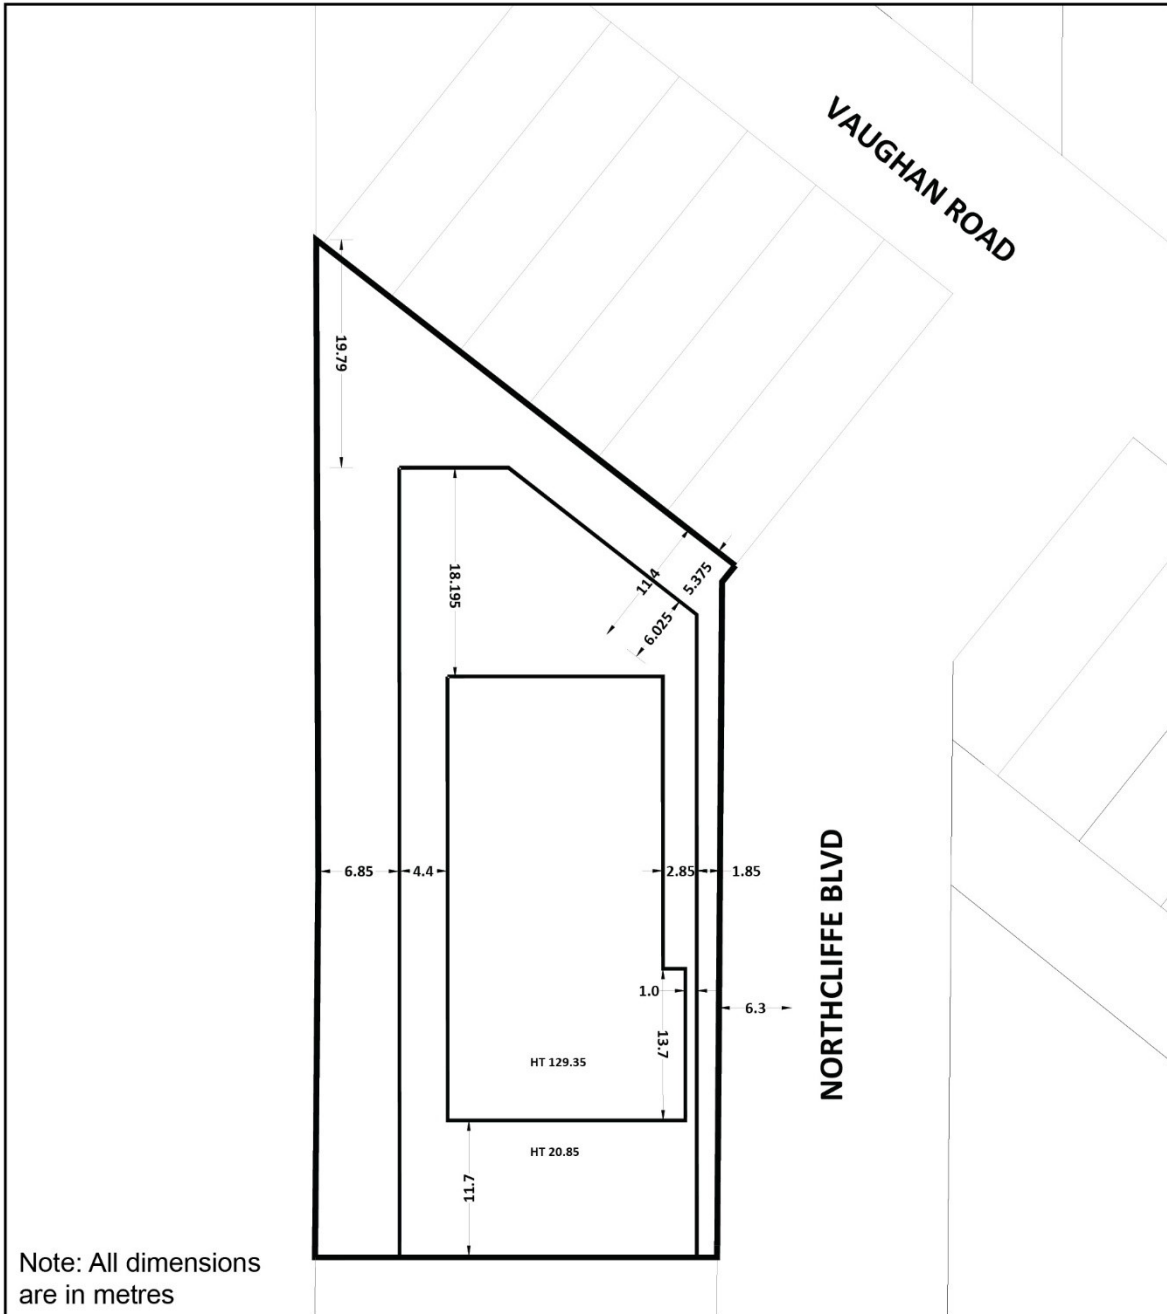 VAUGHAN ROAD
19.79
18.195
11.4
5.375
6.025
6.85
4.4
2.85
1.85
NORTHCLIFFE BLVD
1.0
6.3
13.7
HT 129.35
HT 20.85
11.7
Note: All dimensions
are in metres